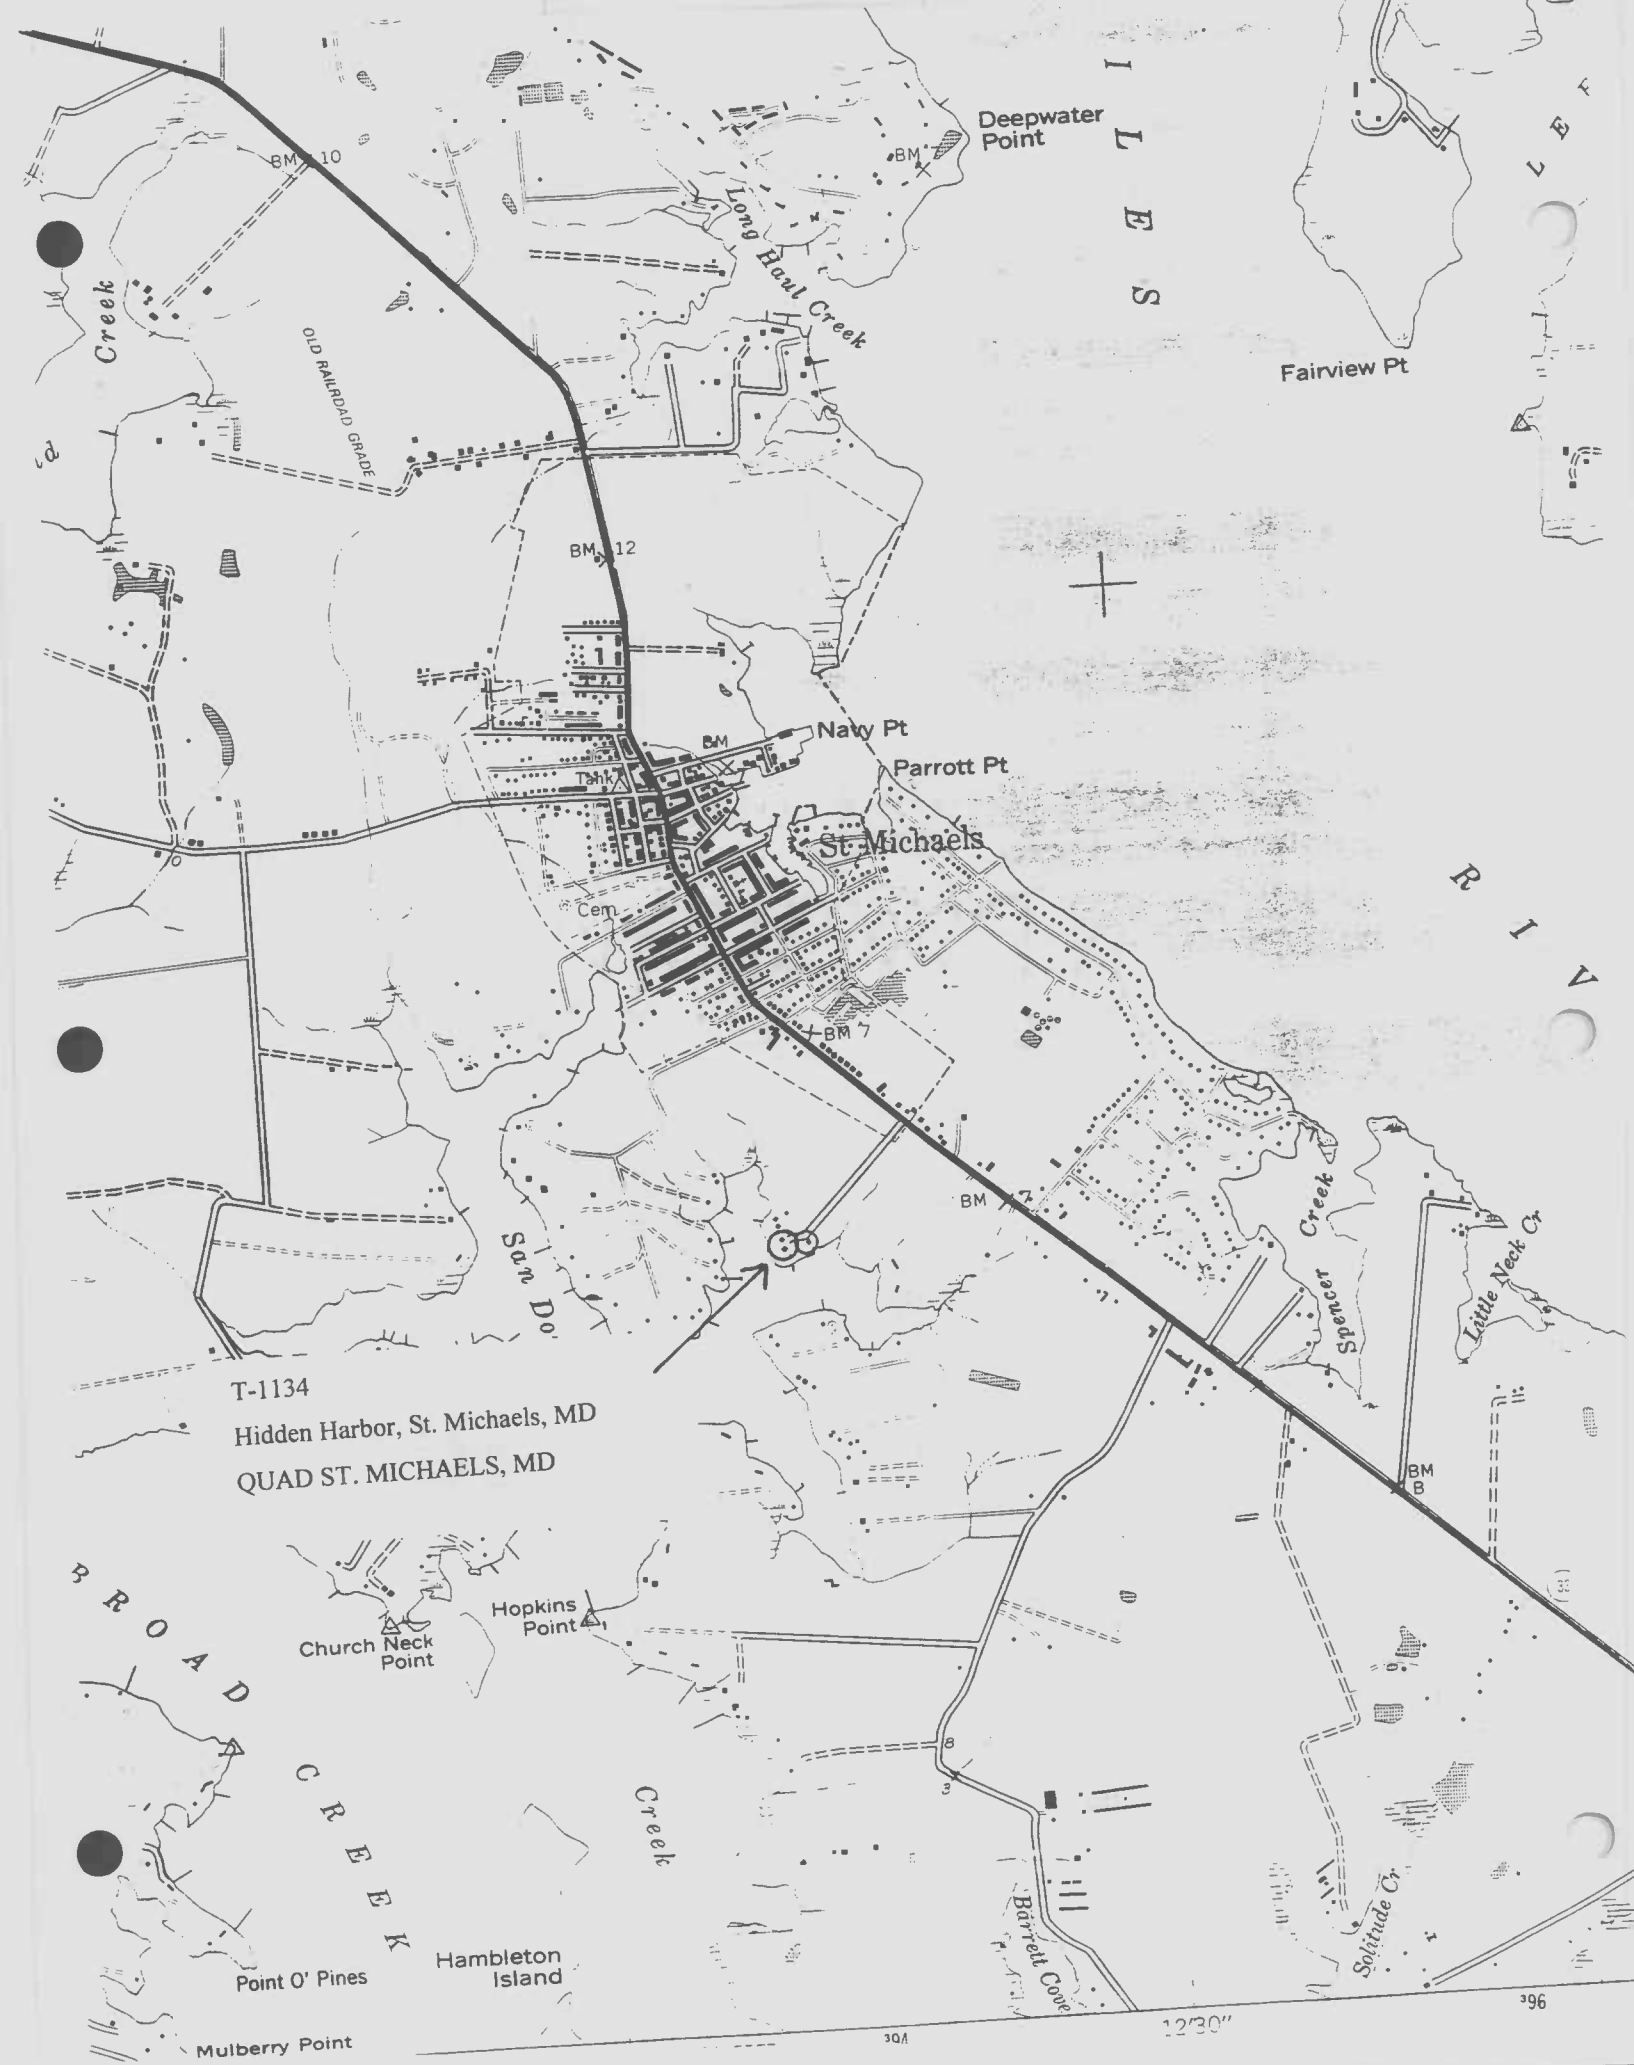 I
L
E
S
Deepwater
Point
BM 7
BM 10
L
E
F
Long Haul Creek
Creek
OLD RAILROAD GRADE
Fairview Pt
d
BM 12
Navy Pt
BM
Parrott Pt
Tank
St Michaels
R
I
V
Cem
BM 7
BM 7
Spencer Creek
Little Neck Cr
San Do
T-1134
Hidden Harbor, St. Michaels, MD
QUAD ST. MICHAELS, MD
BM
B
BROAD
CREEK
Hopkins
Point
Church Neck
Point
8
3
Creek
Barrett Cove
Solitude Cr
Hambleton
Island
Point O' Pines
Mulberry Point
394
12'30"
396